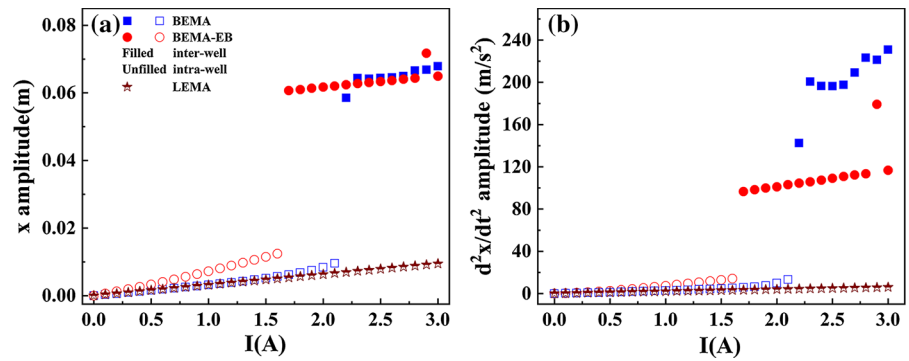 (a)
BEMA
BEMA-EB
Filled inter-well
Unfilled intra-well
LEMA
0.08
0.06
0.04
0.02
0.00
x amplitude(m)
0.0 0.5 1.0 1.5 2.0 2.5 3.0
I(A)
(b)
240
200
160
120
80
40
0
d²x/dt² amplitude (m/s²)
0.0 0.5 1.0 1.5 2.0 2.5 3.0
I(A)